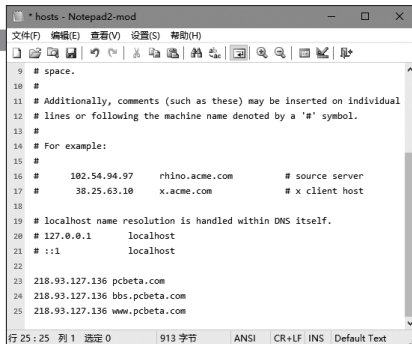 * hosts - Notepad2-mod
文件(F) 编辑(E) 查看(V) 设置(S) 帮助(H)
9 # space.
10 #
11 # Additionally, comments (such as these) may be inserted on individual
12 # lines or following the machine name denoted by a '#' symbol.
13 #
14 # For example:
15 #
16 # 102.54.94.97 rhino.acme.com # source server
17 # 38.25.63.10 x.acme.com # x client host
18
19 # localhost name resolution is handled within DNS itself.
20 # 127.0.0.1 localhost
21 # ::1 localhost
22
23 218.93.127.136 pcbeta.com
24 218.93.127.136 bbs.pcbeta.com
25 218.93.127.136 www.pcbeta.com
行 25 : 25 列 1 选定 0 913 字节 ANSI CR+LF INS Default Text